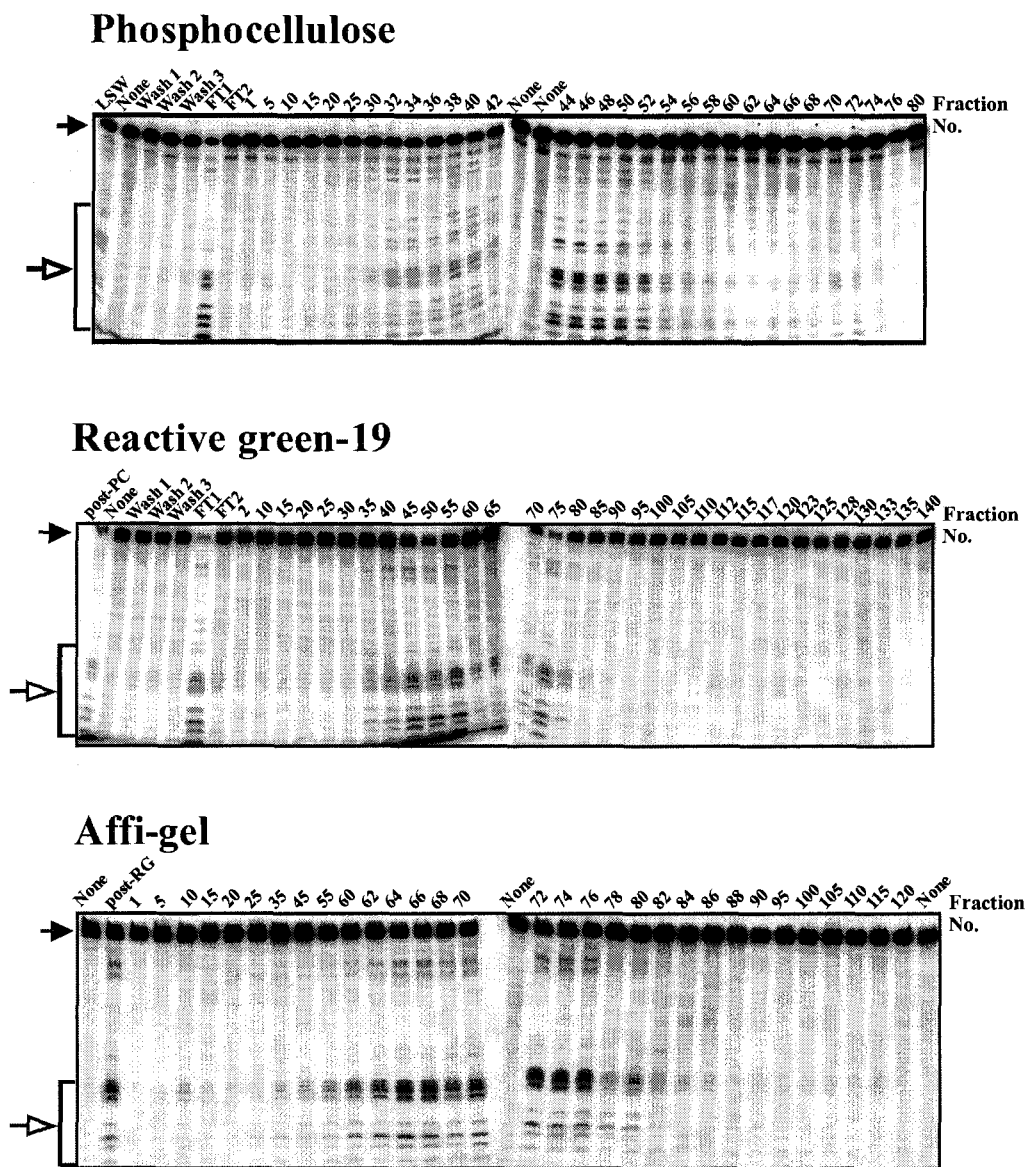 Phosphocellulose
LSW None Wash 1 Wash 2 Wash 3 FT1 FT2 1 5 10 15 20 25 30 32 34 36 38 40 42 None None 44 46 48 50 52 54 56 58 60 62 64 66 68 70 72 74 76 80 Fraction
No.
Reactive green-19
post-PC None Wash 1 Wash 2 Wash 3 FT1 FT2 2 10 15 20 25 30 35 40 45 50 55 60 65 70 75 80 85 90 95 100 105 110 112 115 117 120 123 125 128 130 133 135 140 Fraction
No.
Affi-gel
None post-RG 1 5 10 15 20 25 35 45 55 60 62 64 66 68 70 None 72 74 76 78 80 82 84 86 88 90 95 100 105 110 115 120 None Fraction
No.